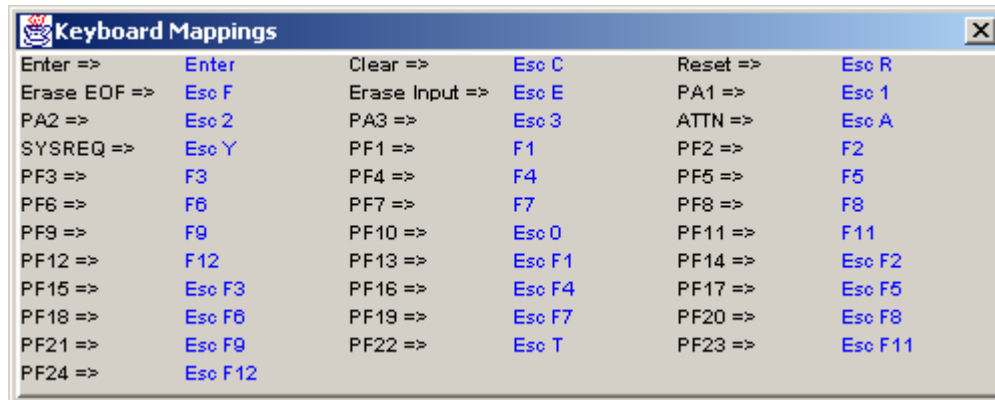 Keyboard Mappings
Enter => Enter Clear => Esc C Reset => Esc R
Erase EOF => Esc F Erase Input => Esc E PA1 => Esc 1
PA2 => Esc 2 PA3 => Esc 3 ATTN => Esc A
SYSREQ => Esc Y PF1 => F1 PF2 => F2
PF3 => F3 PF4 => F4 PF5 => F5
PF6 => F6 PF7 => F7 PF8 => F8
PF9 => F9 PF10 => Esc 0 PF11 => F11
PF12 => F12 PF13 => Esc F1 PF14 => Esc F2
PF15 => Esc F3 PF16 => Esc F4 PF17 => Esc F5
PF18 => Esc F6 PF19 => Esc F7 PF20 => Esc F8
PF21 => Esc F9 PF22 => Esc T PF23 => Esc F11
PF24 => Esc F12